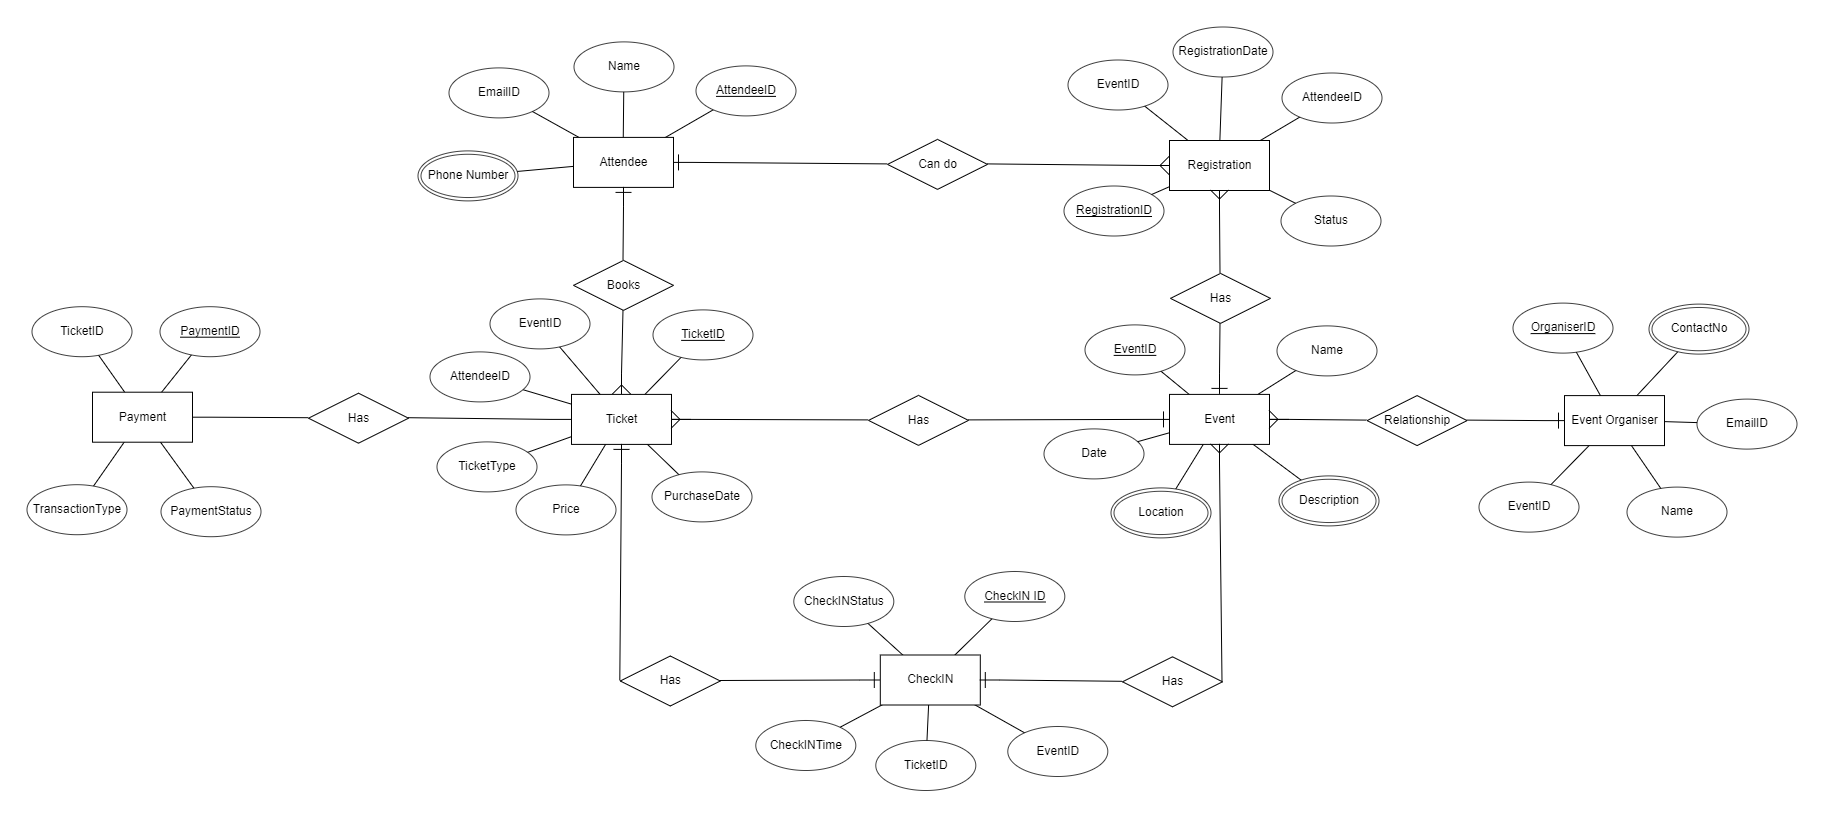 RegistrationDate
Name
EmailID
AttendeeID
EventID
AttendeeID
Attendee
Can do
Registration
Phone Number
RegistrationID
Status
Books
Has
TicketID
PaymentID
EventID
TicketID
EventID
Name
OrganiserID
ContactNo
AttendeeID
Payment
Has
Ticket
Has
Event
Relationship
Event Organiser
EmailID
Date
TicketType
PurchaseDate
Description
TransactionType
PaymentStatus
Price
Location
EventID
Name
CheckINStatus
CheckIN ID
Has
CheckIN
Has
CheckINTime
TicketID
EventID